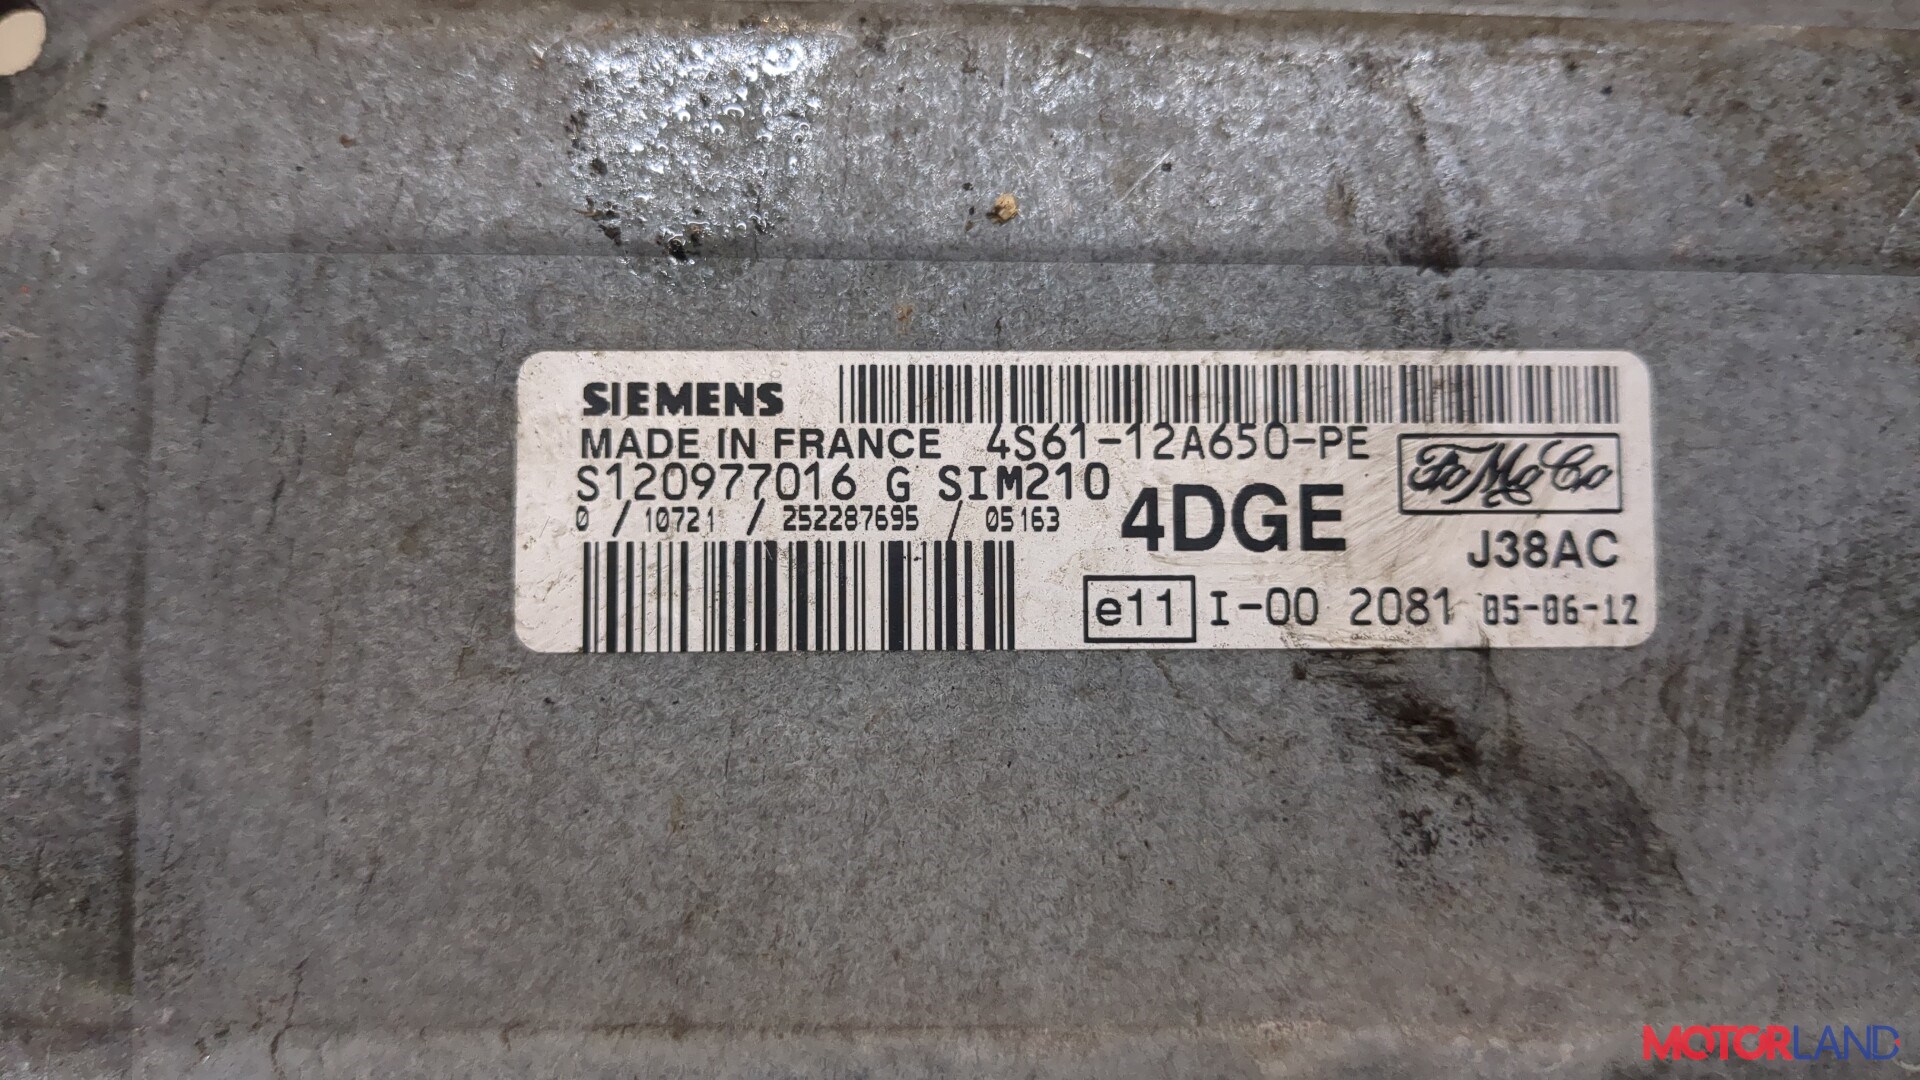 SIEMENS
MADE IN FRANCE 4S61-12A650-PE
FoMoCo
S120977016 G SIM210
4DGE
0 / 10721 / 252287695 / 05163
J38AC
e11 I-00 2081 05-06-12
MOTORLAND